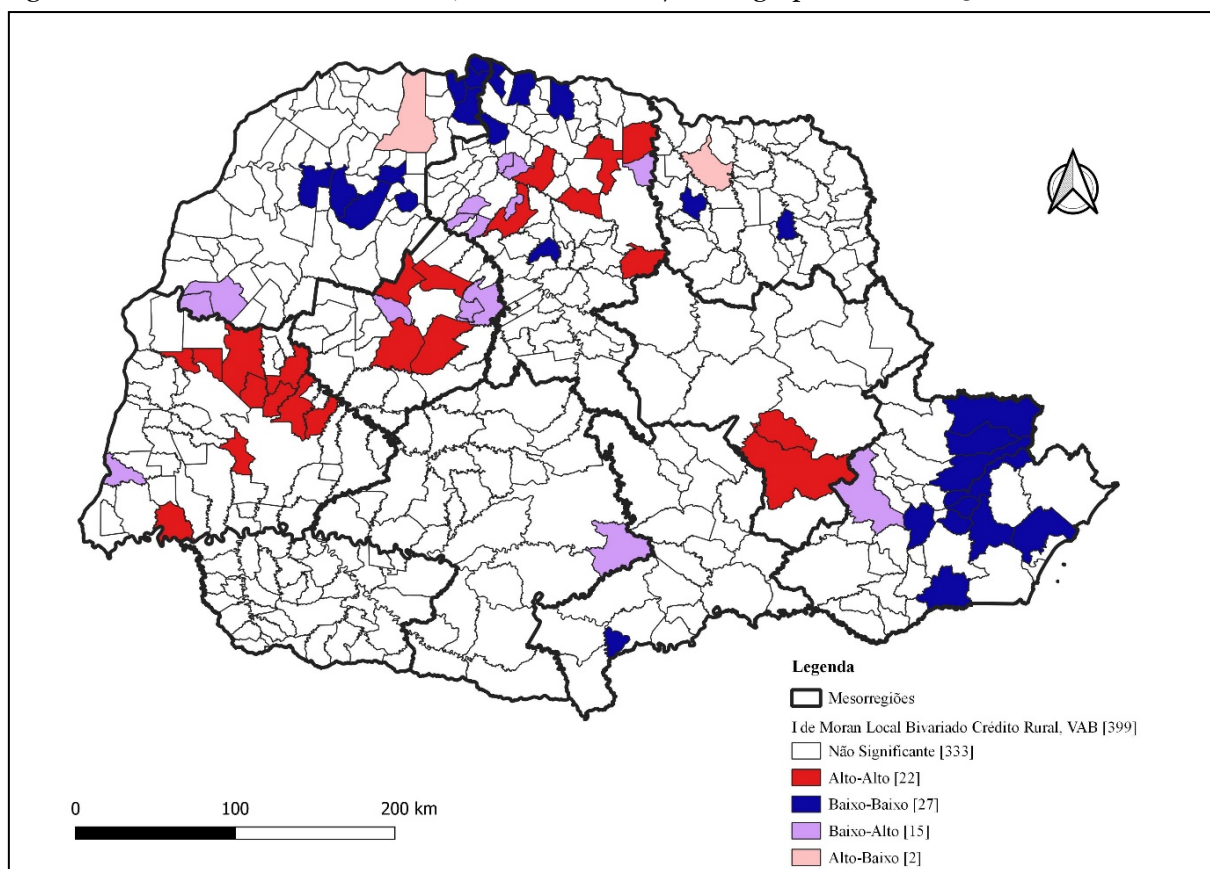 0 100 200 km
Legenda
Mesorregiões
I de Moran Local Bivariado Crédito Rural, VAB [399]
Não Significante [333]
Alto-Alto [22]
Baixo-Baixo [27]
Baixo-Alto [15]
Alto-Baixo [2]